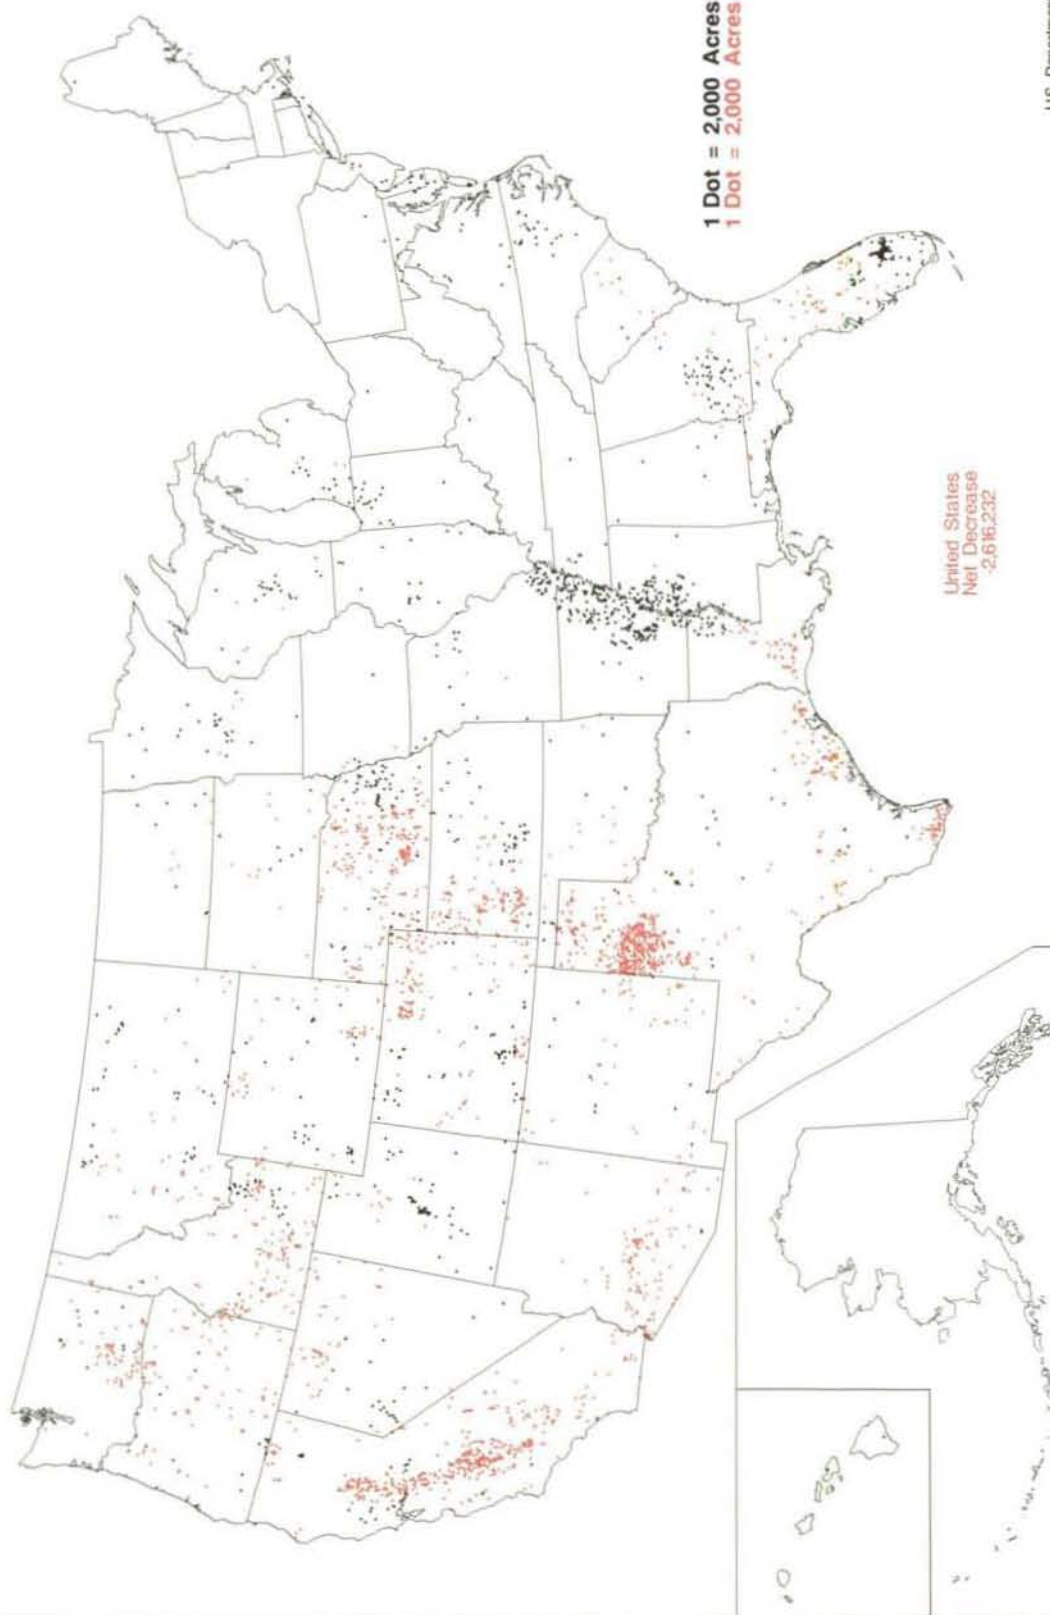 1 Dot = 2,000 Acres
1 Dot = 2,000 Acres
United States
Net Decrease
-2,616,232